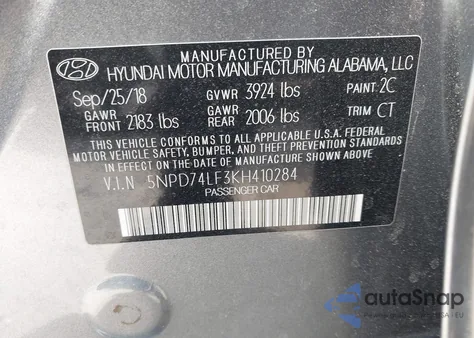 MANUFACTURED BY
HYUNDAI MOTOR MANUFACTURING ALABAMA, LLC
Sep/25/18 GVWR 3924 lbs PAINT 2C
GAWR FRONT 2183 lbs GAWR REAR 2006 lbs TRIM CT
THIS VEHICLE CONFORMS TO ALL APPLICABLE U.S.A. FEDERAL
MOTOR VEHICLE SAFETY, BUMPER, AND THEFT PREVENTION STANDARDS
IN EFFECT ON THE DATE OF MANUFACTURE SHOWN ABOVE.
V.I.N 5NPD74LF3KH410284
PASSENGER CAR
autoSnap